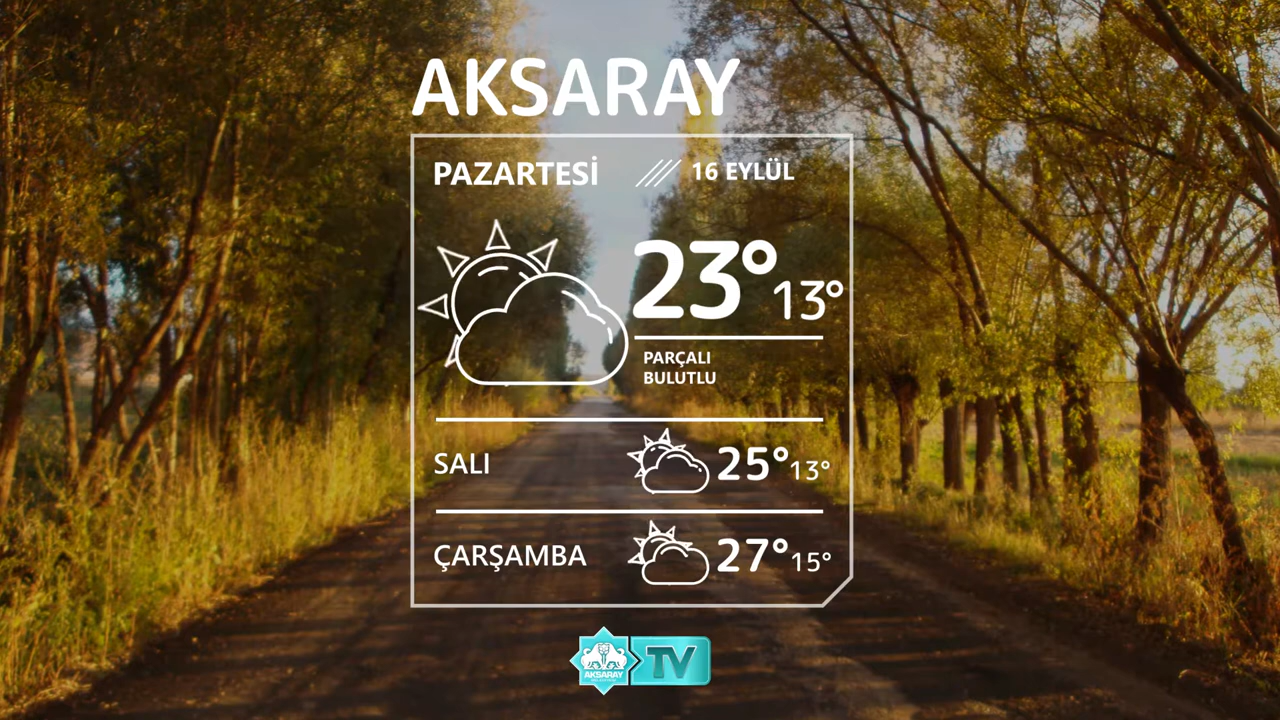 AKSARAY
PAZARTESİ /// 16 EYLÜL
23° 13°
PARÇALI
BULUTLU
SALI 25° 13°
ÇARŞAMBA 27° 15°
AKSARAY TV